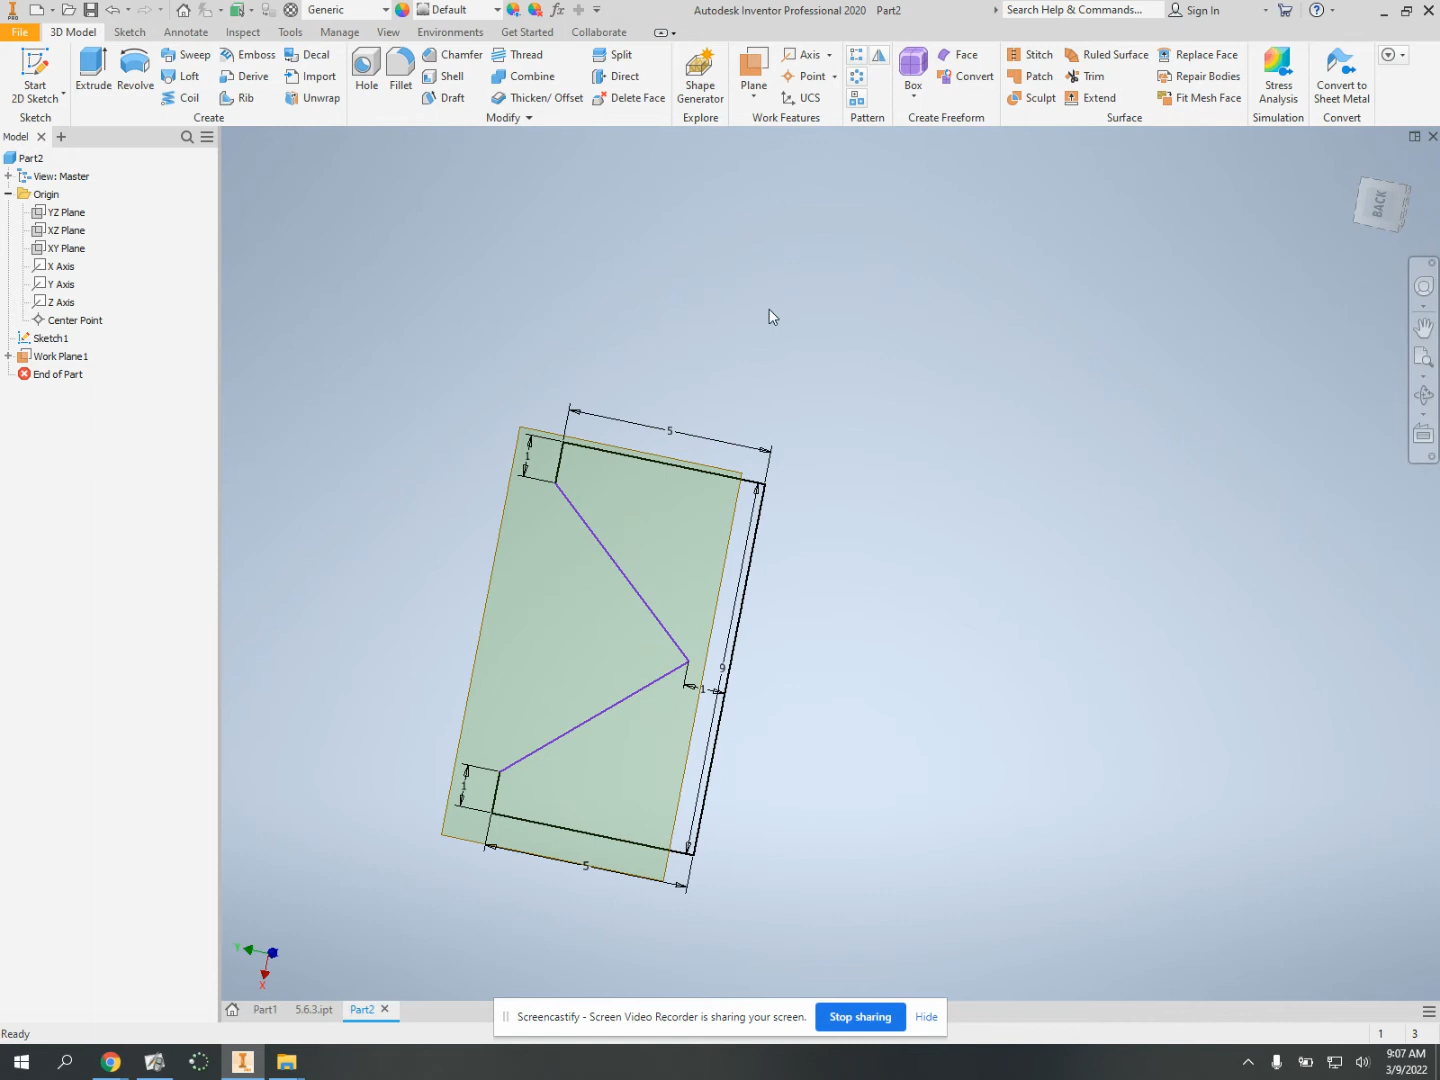 Generic
Default
Autodesk Inventor Professional 2020 Part2
Search Help & Commands...
Sign In
File 3D Model Sketch Annotate Inspect Tools Manage View Environments Get Started Collaborate
Start
2D Sketch
Sketch
Extrude
Revolve
Sweep
Loft
Coil
Emboss
Derive
Rib
Decal
Import
Unwrap
Create
Hole
Fillet
Chamfer
Shell
Draft
Thread
Combine
Thicken/ Offset
Split
Direct
Delete Face
Modify
Shape
Generator
Explore
Plane
Axis
Point
UCS
Work Features
Pattern
Box
Face
Convert
Create Freeform
Stitch
Patch
Sculpt
Ruled Surface
Trim
Extend
Replace Face
Repair Bodies
Fit Mesh Face
Surface
Stress
Analysis
Simulation
Convert to
Sheet Metal
Convert
Model
Part2
View: Master
Origin
YZ Plane
XZ Plane
XY Plane
X Axis
Y Axis
Z Axis
Center Point
Sketch1
Work Plane1
End of Part
BACK
5
1
9
1
1
5
Y
X
Part1 5.6.3.ipt Part2
Screencastify - Screen Video Recorder is sharing your screen.
Stop sharing
Hide
Ready
1 3
9:07 AM
3/9/2022